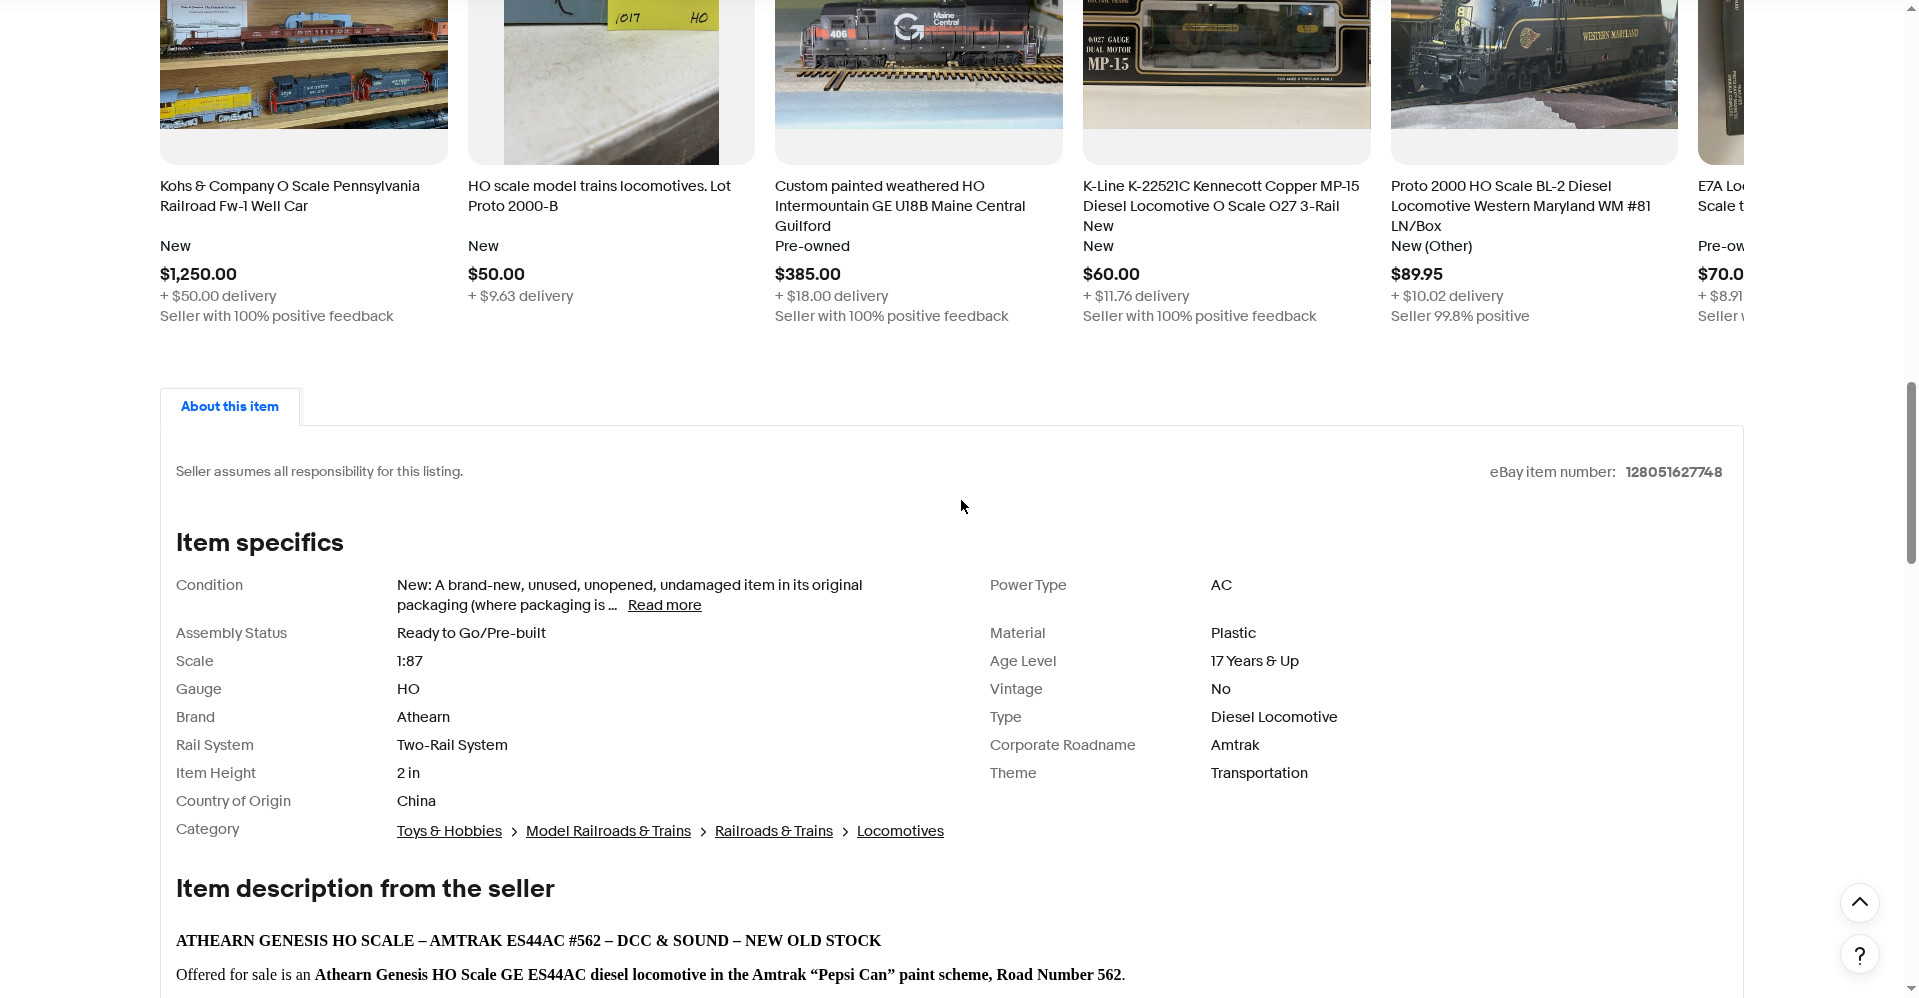 1017 HO
Maine
Central
406
G
0/027 GAUGE
DUAL MOTOR
MP-15
FOR AGES 8 THROUGH ADULT
WESTERN MARYLAND
Kohs & Company O Scale Pennsylvania
Railroad Fw-1 Well Car
New
$1,250.00
+ $50.00 delivery
Seller with 100% positive feedback
HO scale model trains locomotives. Lot
Proto 2000-B
New
$50.00
+ $9.63 delivery
Custom painted weathered HO
Intermountain GE U18B Maine Central
Guilford
Pre-owned
$385.00
+ $18.00 delivery
Seller with 100% positive feedback
K-Line K-22521C Kennecott Copper MP-15
Diesel Locomotive O Scale O27 3-Rail
New
New
$60.00
+ $11.76 delivery
Seller with 100% positive feedback
Proto 2000 HO Scale BL-2 Diesel
Locomotive Western Maryland WM #81
LN/Box
New (Other)
$89.95
+ $10.02 delivery
Seller 99.8% positive
E7A Lo
Scale t
Pre-ow
$70.0
+ $8.91
Seller
About this item
Seller assumes all responsibility for this listing.
eBay item number: 128051627748
Item specifics
Condition New: A brand-new, unused, unopened, undamaged item in its original
packaging (where packaging is ... Read more
Power Type AC
Assembly Status Ready to Go/Pre-built
Material Plastic
Scale 1:87
Age Level 17 Years & Up
Gauge HO
Vintage No
Brand Athearn
Type Diesel Locomotive
Rail System Two-Rail System
Corporate Roadname Amtrak
Item Height 2 in
Theme Transportation
Country of Origin China
Category Toys & Hobbies > Model Railroads & Trains > Railroads & Trains > Locomotives
Item description from the seller
ATHEARN GENESIS HO SCALE – AMTRAK ES44AC #562 – DCC & SOUND – NEW OLD STOCK
Offered for sale is an Athearn Genesis HO Scale GE ES44AC diesel locomotive in the Amtrak “Pepsi Can” paint scheme, Road Number 562.
?